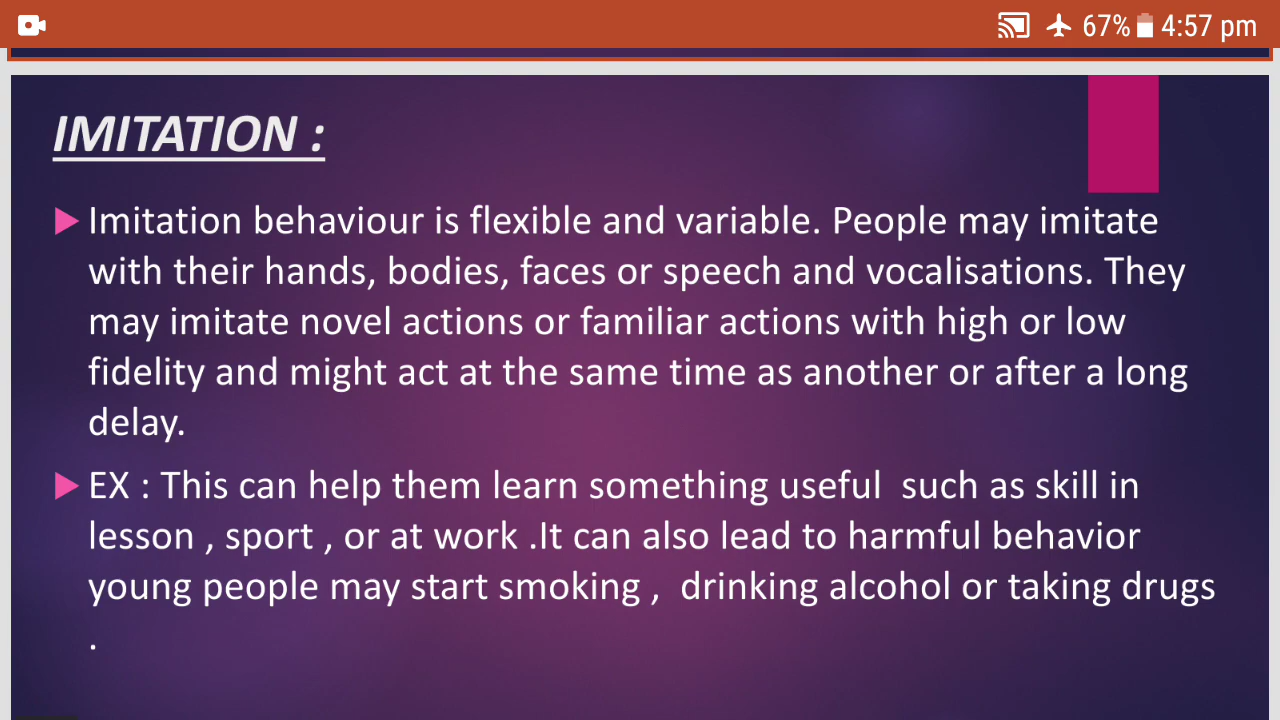 67% 4:57 pm
IMITATION :
Imitation behaviour is flexible and variable. People may imitate
with their hands, bodies, faces or speech and vocalisations. They
may imitate novel actions or familiar actions with high or low
fidelity and might act at the same time as another or after a long
delay.
EX : This can help them learn something useful  such as skill in
lesson , sport , or at work .It can also lead to harmful behavior
young people may start smoking ,  drinking alcohol or taking drugs
.